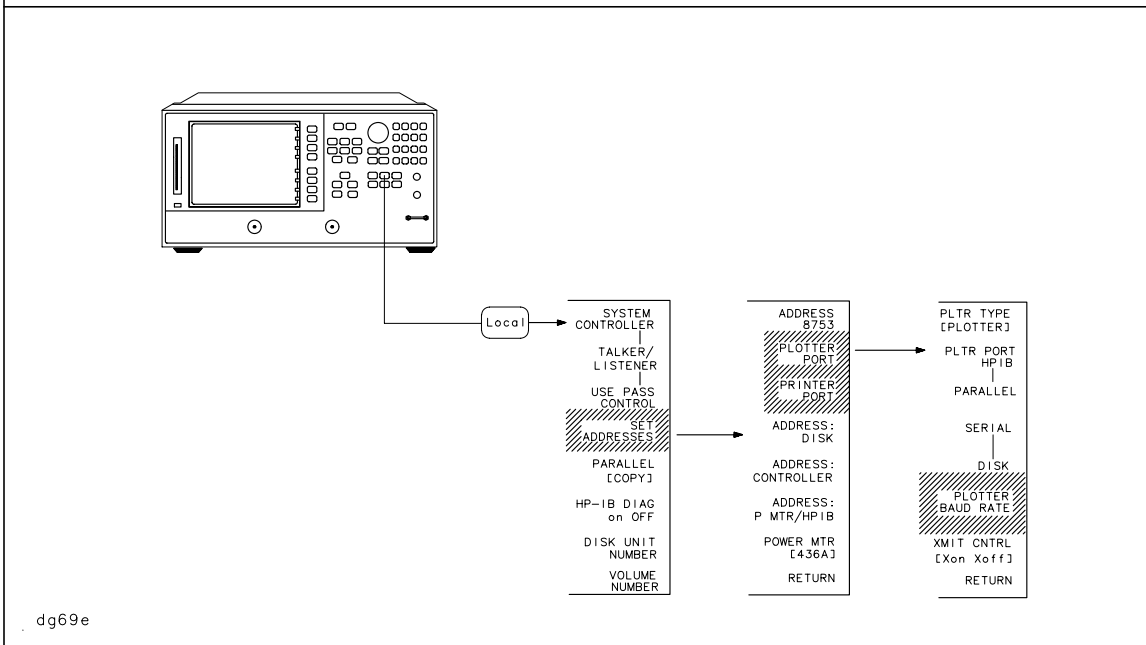 Local
SYSTEM
CONTROLLER
TALKER/
LISTENER
USE PASS
CONTROL
SET
ADDRESSES
PARALLEL
[COPY]
HP-IB DIAG
on OFF
DISK UNIT
NUMBER
VOLUME
NUMBER
ADDRESS
8753
PLOTTER
PORT
PRINTER
PORT
ADDRESS:
DISK
ADDRESS:
CONTROLLER
ADDRESS:
P MTR/HPIB
POWER MTR
[436A]
RETURN
PLTR TYPE
[PLOTTER]
PLTR PORT
HPIB
PARALLEL
SERIAL
DISK
PLOTTER
BAUD RATE
XMIT CNTRL
[Xon Xoff]
RETURN
dg69e